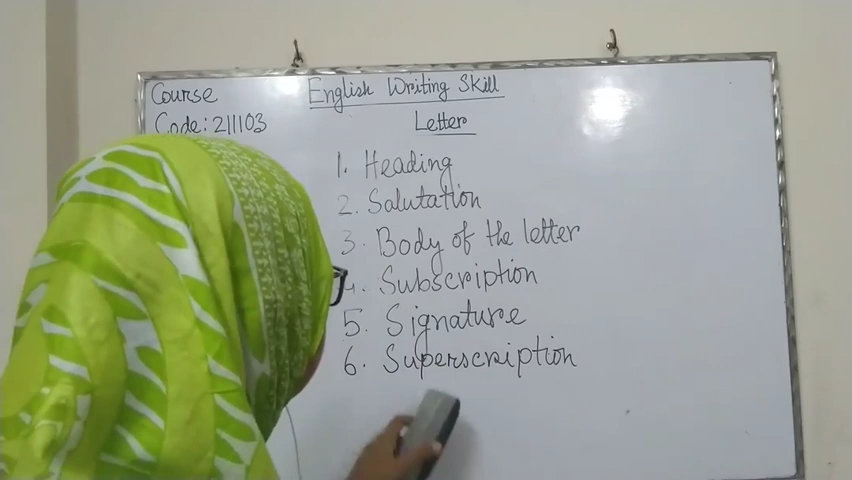 Course
Code: 211103
English Writing Skill
Letter
1. Heading
2. Salutation
3. Body of the letter
4. Subscription
5. Signature
6. Superscription